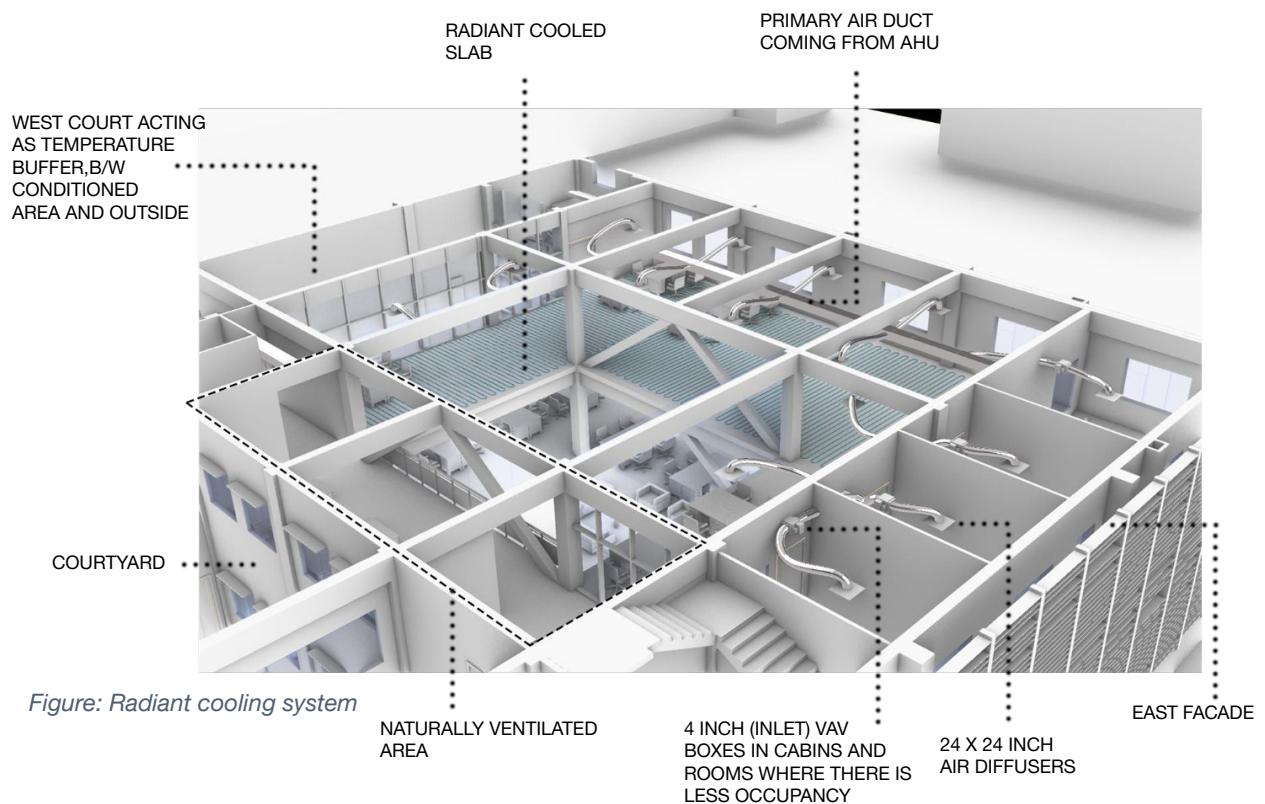 RADIANT COOLED
SLAB
PRIMARY AIR DUCT
COMING FROM AHU
WEST COURT ACTING
AS TEMPERATURE
BUFFER,B/W
CONDITIONED
AREA AND OUTSIDE
COURTYARD
Figure: Radiant cooling system
NATURALLY VENTILATED
AREA
4 INCH (INLET) VAV
BOXES IN CABINS AND
ROOMS WHERE THERE IS
LESS OCCUPANCY
24 X 24 INCH
AIR DIFFUSERS
EAST FACADE